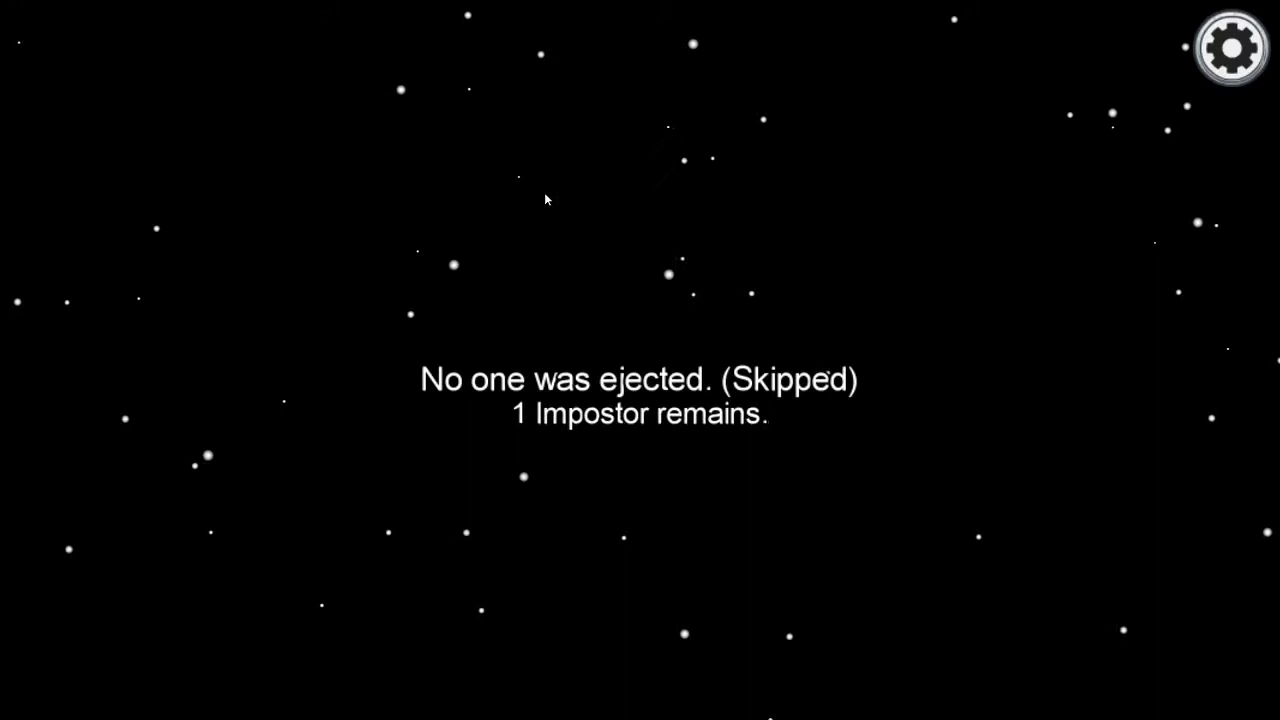 No one was ejected. (Skipped)
1 Impostor remains.